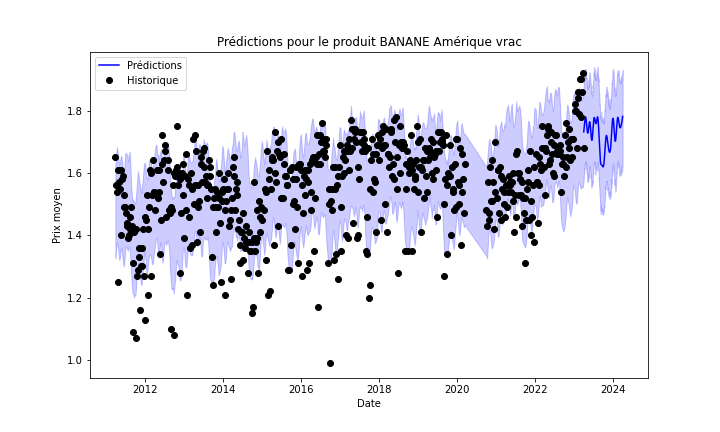 Prédictions pour le produit BANANE Amérique vrac
Prédictions
Historique
Prix moyen
1.8
1.6
1.4
1.2
1.0
2012 2014 2016 2018 2020 2022 2024
Date